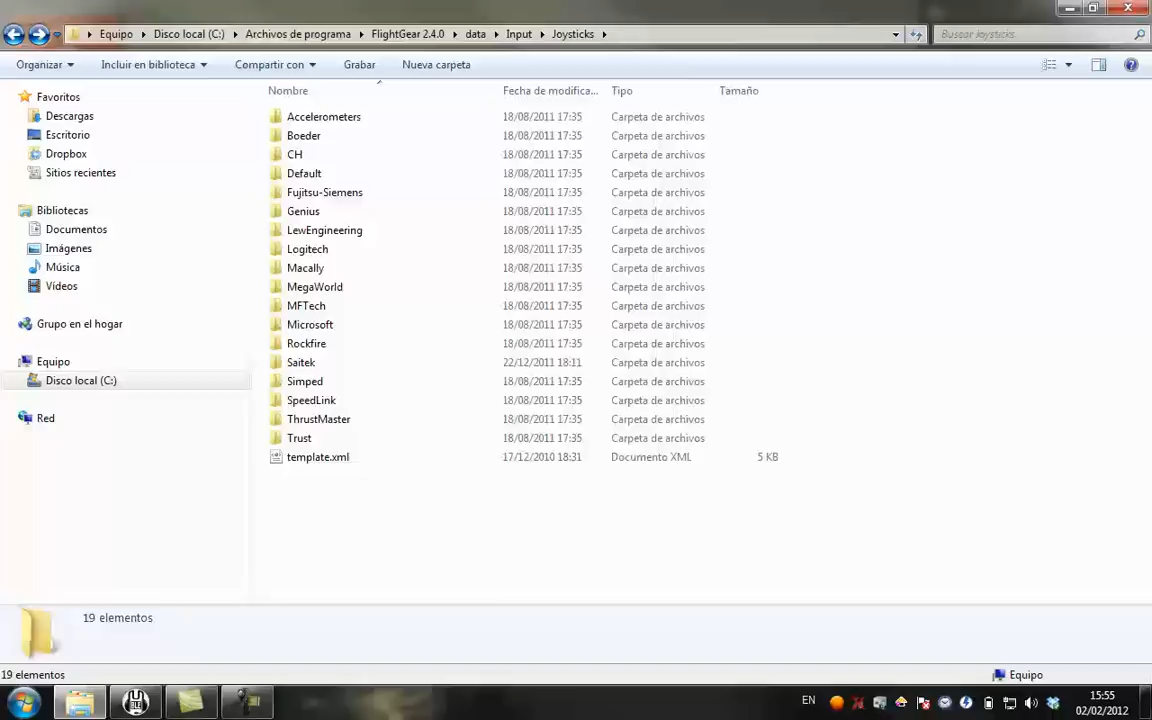 Equipo Disco local (C:) Archivos de programa FlightGear 2.4.0 data Input Joysticks Buscar Joysticks
Organizar Incluir en biblioteca Compartir con Grabar Nueva carpeta
Nombre Fecha de modifica... Tipo Tamaño
Favoritos
Descargas
Escritorio
Dropbox
Sitios recientes
Bibliotecas
Documentos
Imágenes
Música
Vídeos
Grupo en el hogar
Equipo
Disco local (C:)
Red
Accelerometers 18/08/2011 17:35 Carpeta de archivos
Boeder 18/08/2011 17:35 Carpeta de archivos
CH 18/08/2011 17:35 Carpeta de archivos
Default 18/08/2011 17:35 Carpeta de archivos
Fujitsu-Siemens 18/08/2011 17:35 Carpeta de archivos
Genius 18/08/2011 17:35 Carpeta de archivos
LewEngineering 18/08/2011 17:35 Carpeta de archivos
Logitech 18/08/2011 17:35 Carpeta de archivos
Macally 18/08/2011 17:35 Carpeta de archivos
MegaWorld 18/08/2011 17:35 Carpeta de archivos
MFTech 18/08/2011 17:35 Carpeta de archivos
Microsoft 18/08/2011 17:35 Carpeta de archivos
Rockfire 18/08/2011 17:35 Carpeta de archivos
Saitek 22/12/2011 18:11 Carpeta de archivos
Simped 18/08/2011 17:35 Carpeta de archivos
SpeedLink 18/08/2011 17:35 Carpeta de archivos
ThrustMaster 18/08/2011 17:35 Carpeta de archivos
Trust 18/08/2011 17:35 Carpeta de archivos
template.xml 17/12/2010 18:31 Documento XML 5 KB
19 elementos
19 elementos Equipo
EN 15:55
02/02/2012